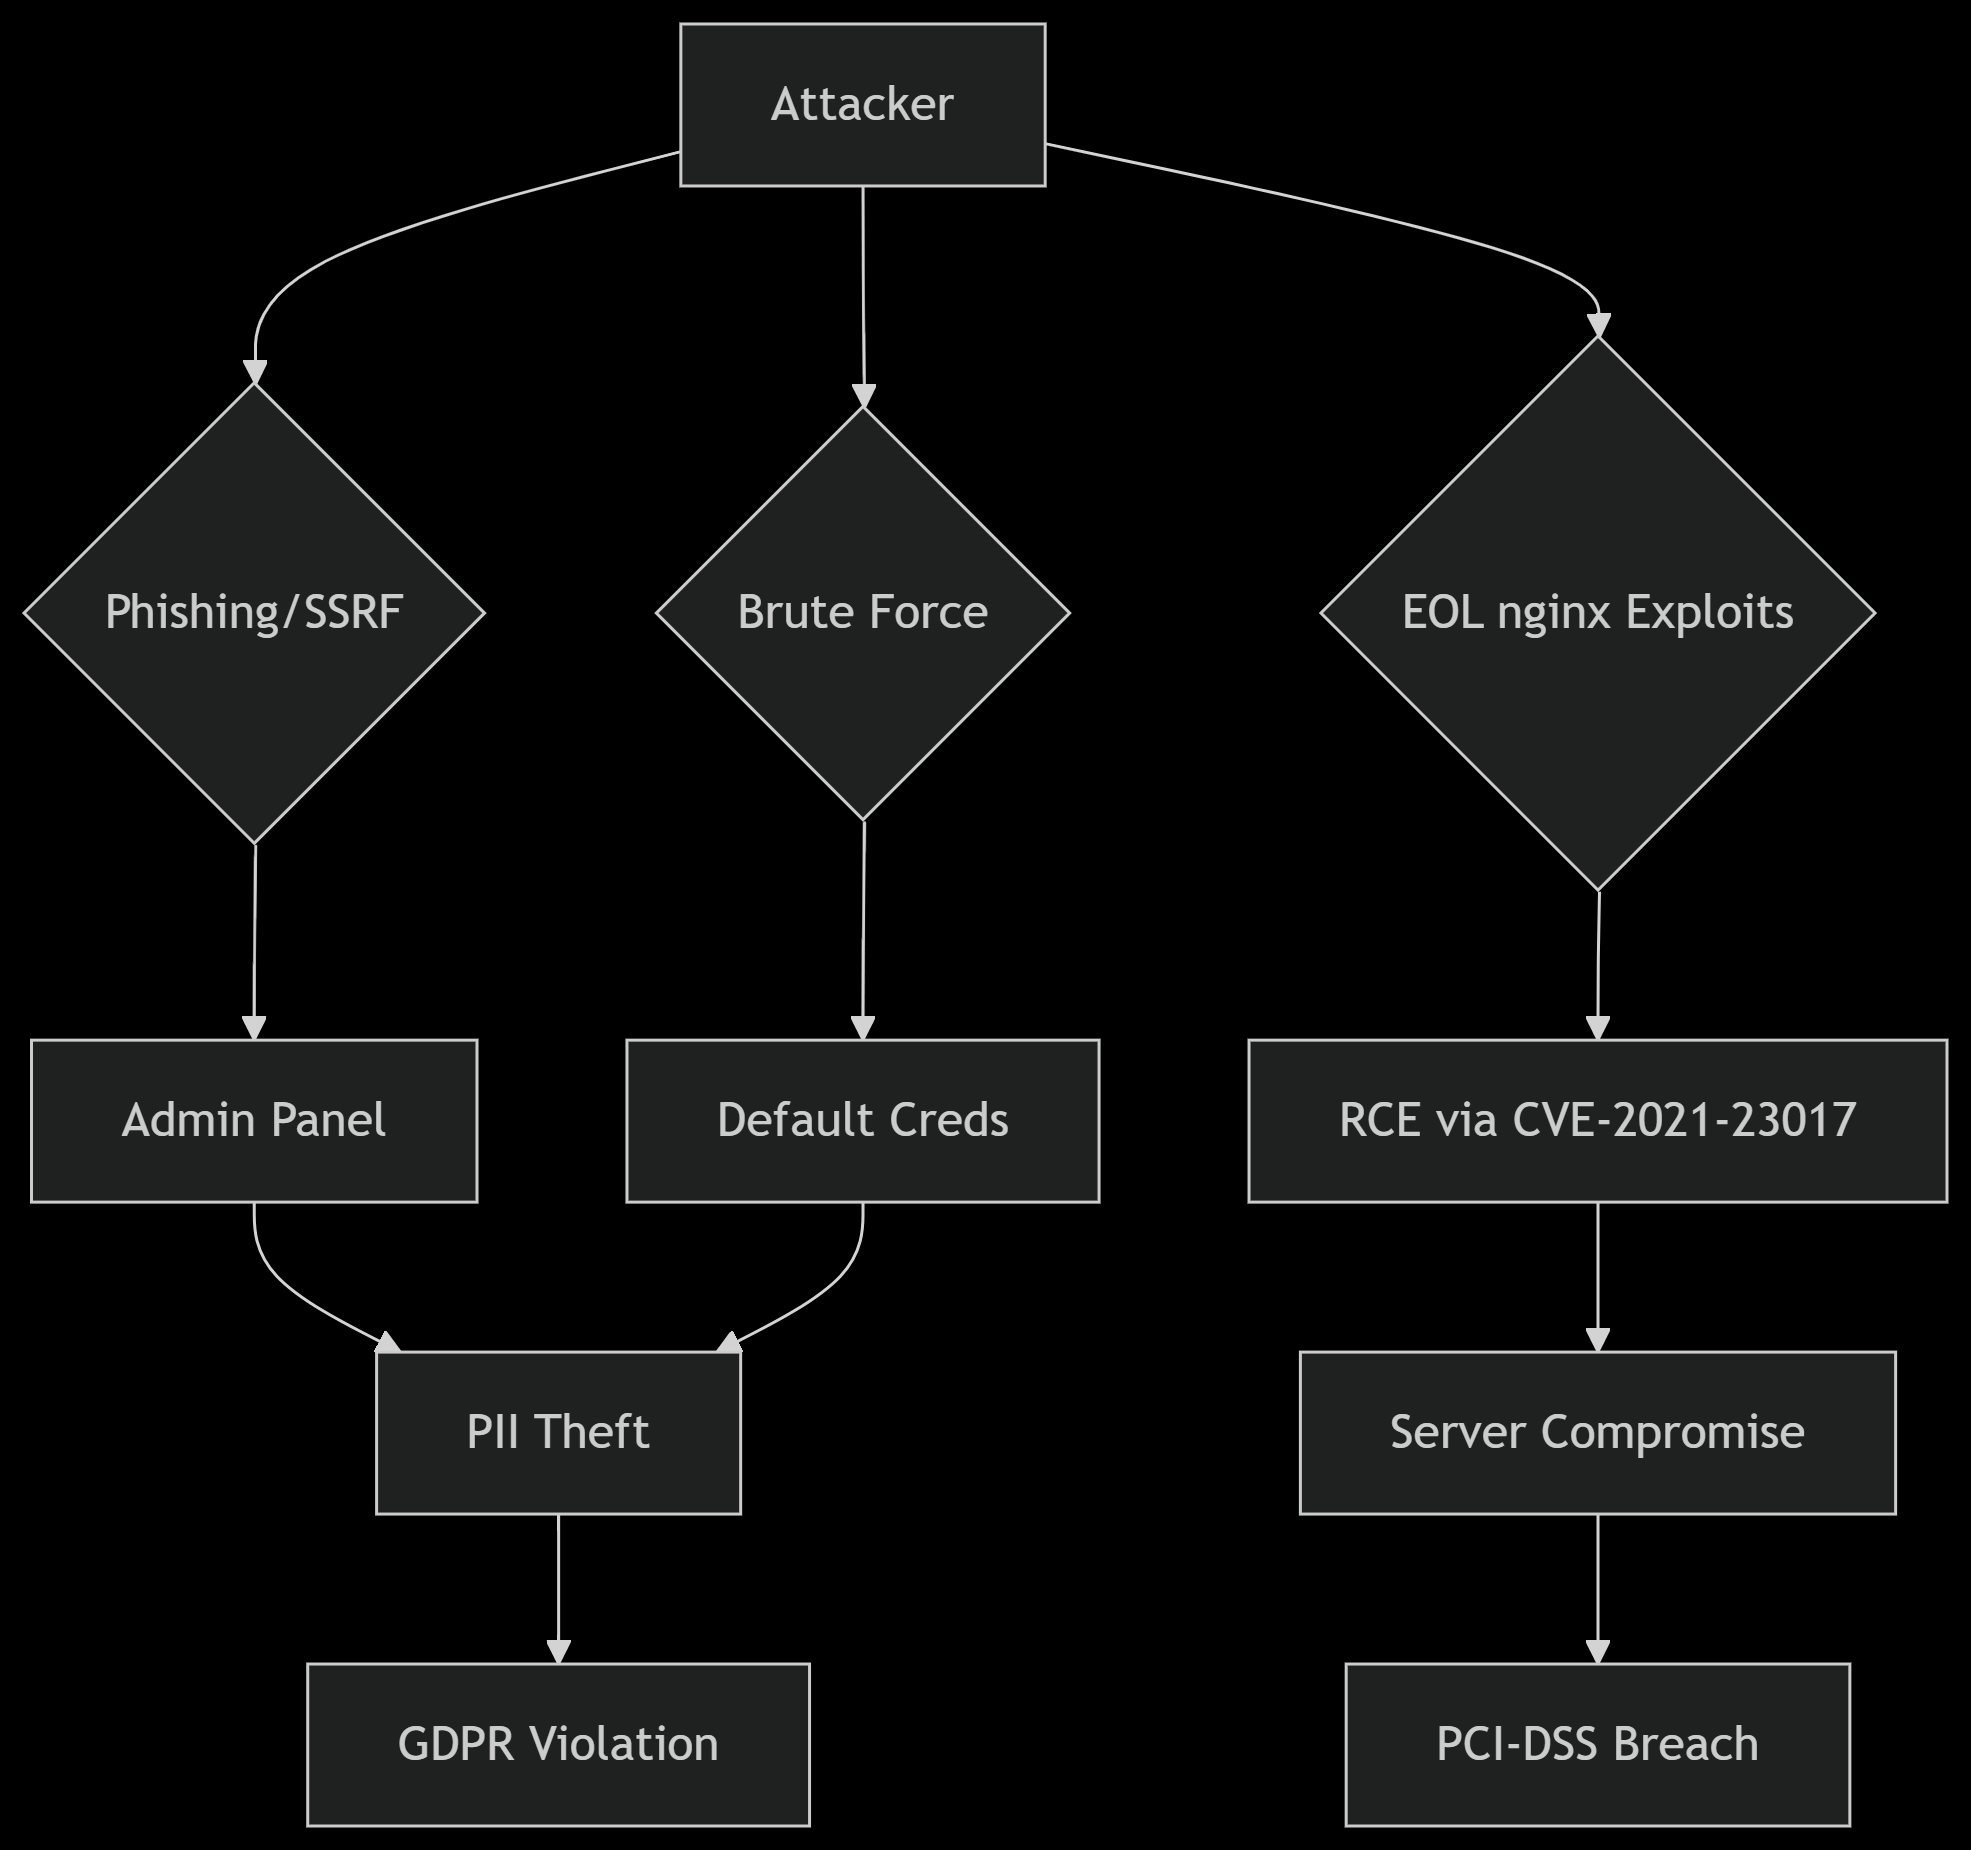 Attacker
Phishing/SSRF
Brute Force
EOL nginx Exploits
Admin Panel
Default Creds
RCE via CVE-2021-23017
PII Theft
Server Compromise
GDPR Violation
PCI-DSS Breach